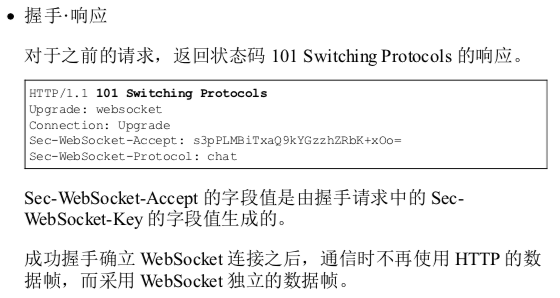 • 握手·响应
对于之前的请求，返回状态码 101 Switching Protocols 的响应。
HTTP/1.1 101 Switching Protocols
Upgrade: websocket
Connection: Upgrade
Sec-WebSocket-Accept: s3pPLMBiTxaQ9kYGzzhZRbK+xOo=
Sec-WebSocket-Protocol: chat
Sec-WebSocket-Accept 的字段值是由握手请求中的 Sec-
WebSocket-Key 的字段值生成的。
成功握手确立 WebSocket 连接之后，通信时不再使用 HTTP 的数
据帧，而采用 WebSocket 独立的数据帧。